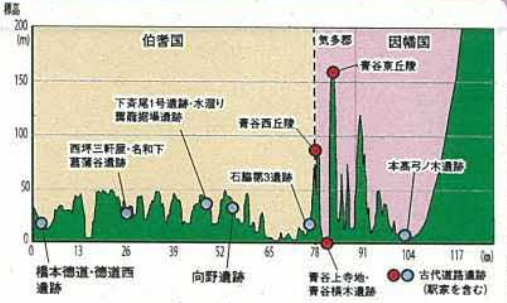 標高
200
(m)
伯耆国
気多郡
因幡国
150
青谷東丘陵
下斉尾1号遺跡・水溜り
駕籠据場遺跡
青谷西丘陵
100
西坪三軒屋・名和下
菖蒲谷遺跡
石脇第3遺跡
本高弓ノ木遺跡
50
0
0 13 26 39 52 65 78 91 104 117 (㎞)
橋本徳道・徳道西
遺跡
向野遺跡
青谷上寺地・
青谷横木遺跡
古代道路遺跡
(駅家を含む)